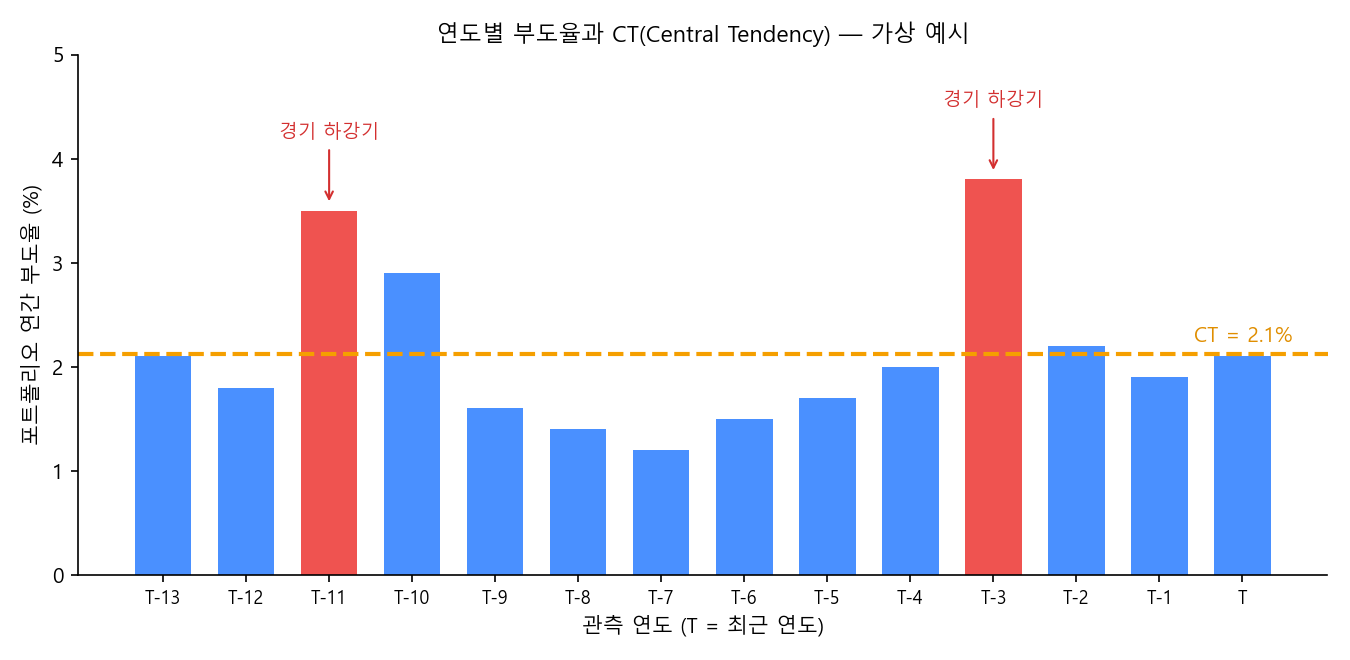 연도별 부도율과 CT(Central Tendency) — 가상 예시
포트폴리오 연간 부도율 (%)
5
4
3
2
1
0
경기 하강기
경기 하강기
CT = 2.1%
T-13
T-12
T-11
T-10
T-9
T-8
T-7
T-6
T-5
T-4
T-3
T-2
T-1
T
관측 연도 (T = 최근 연도)